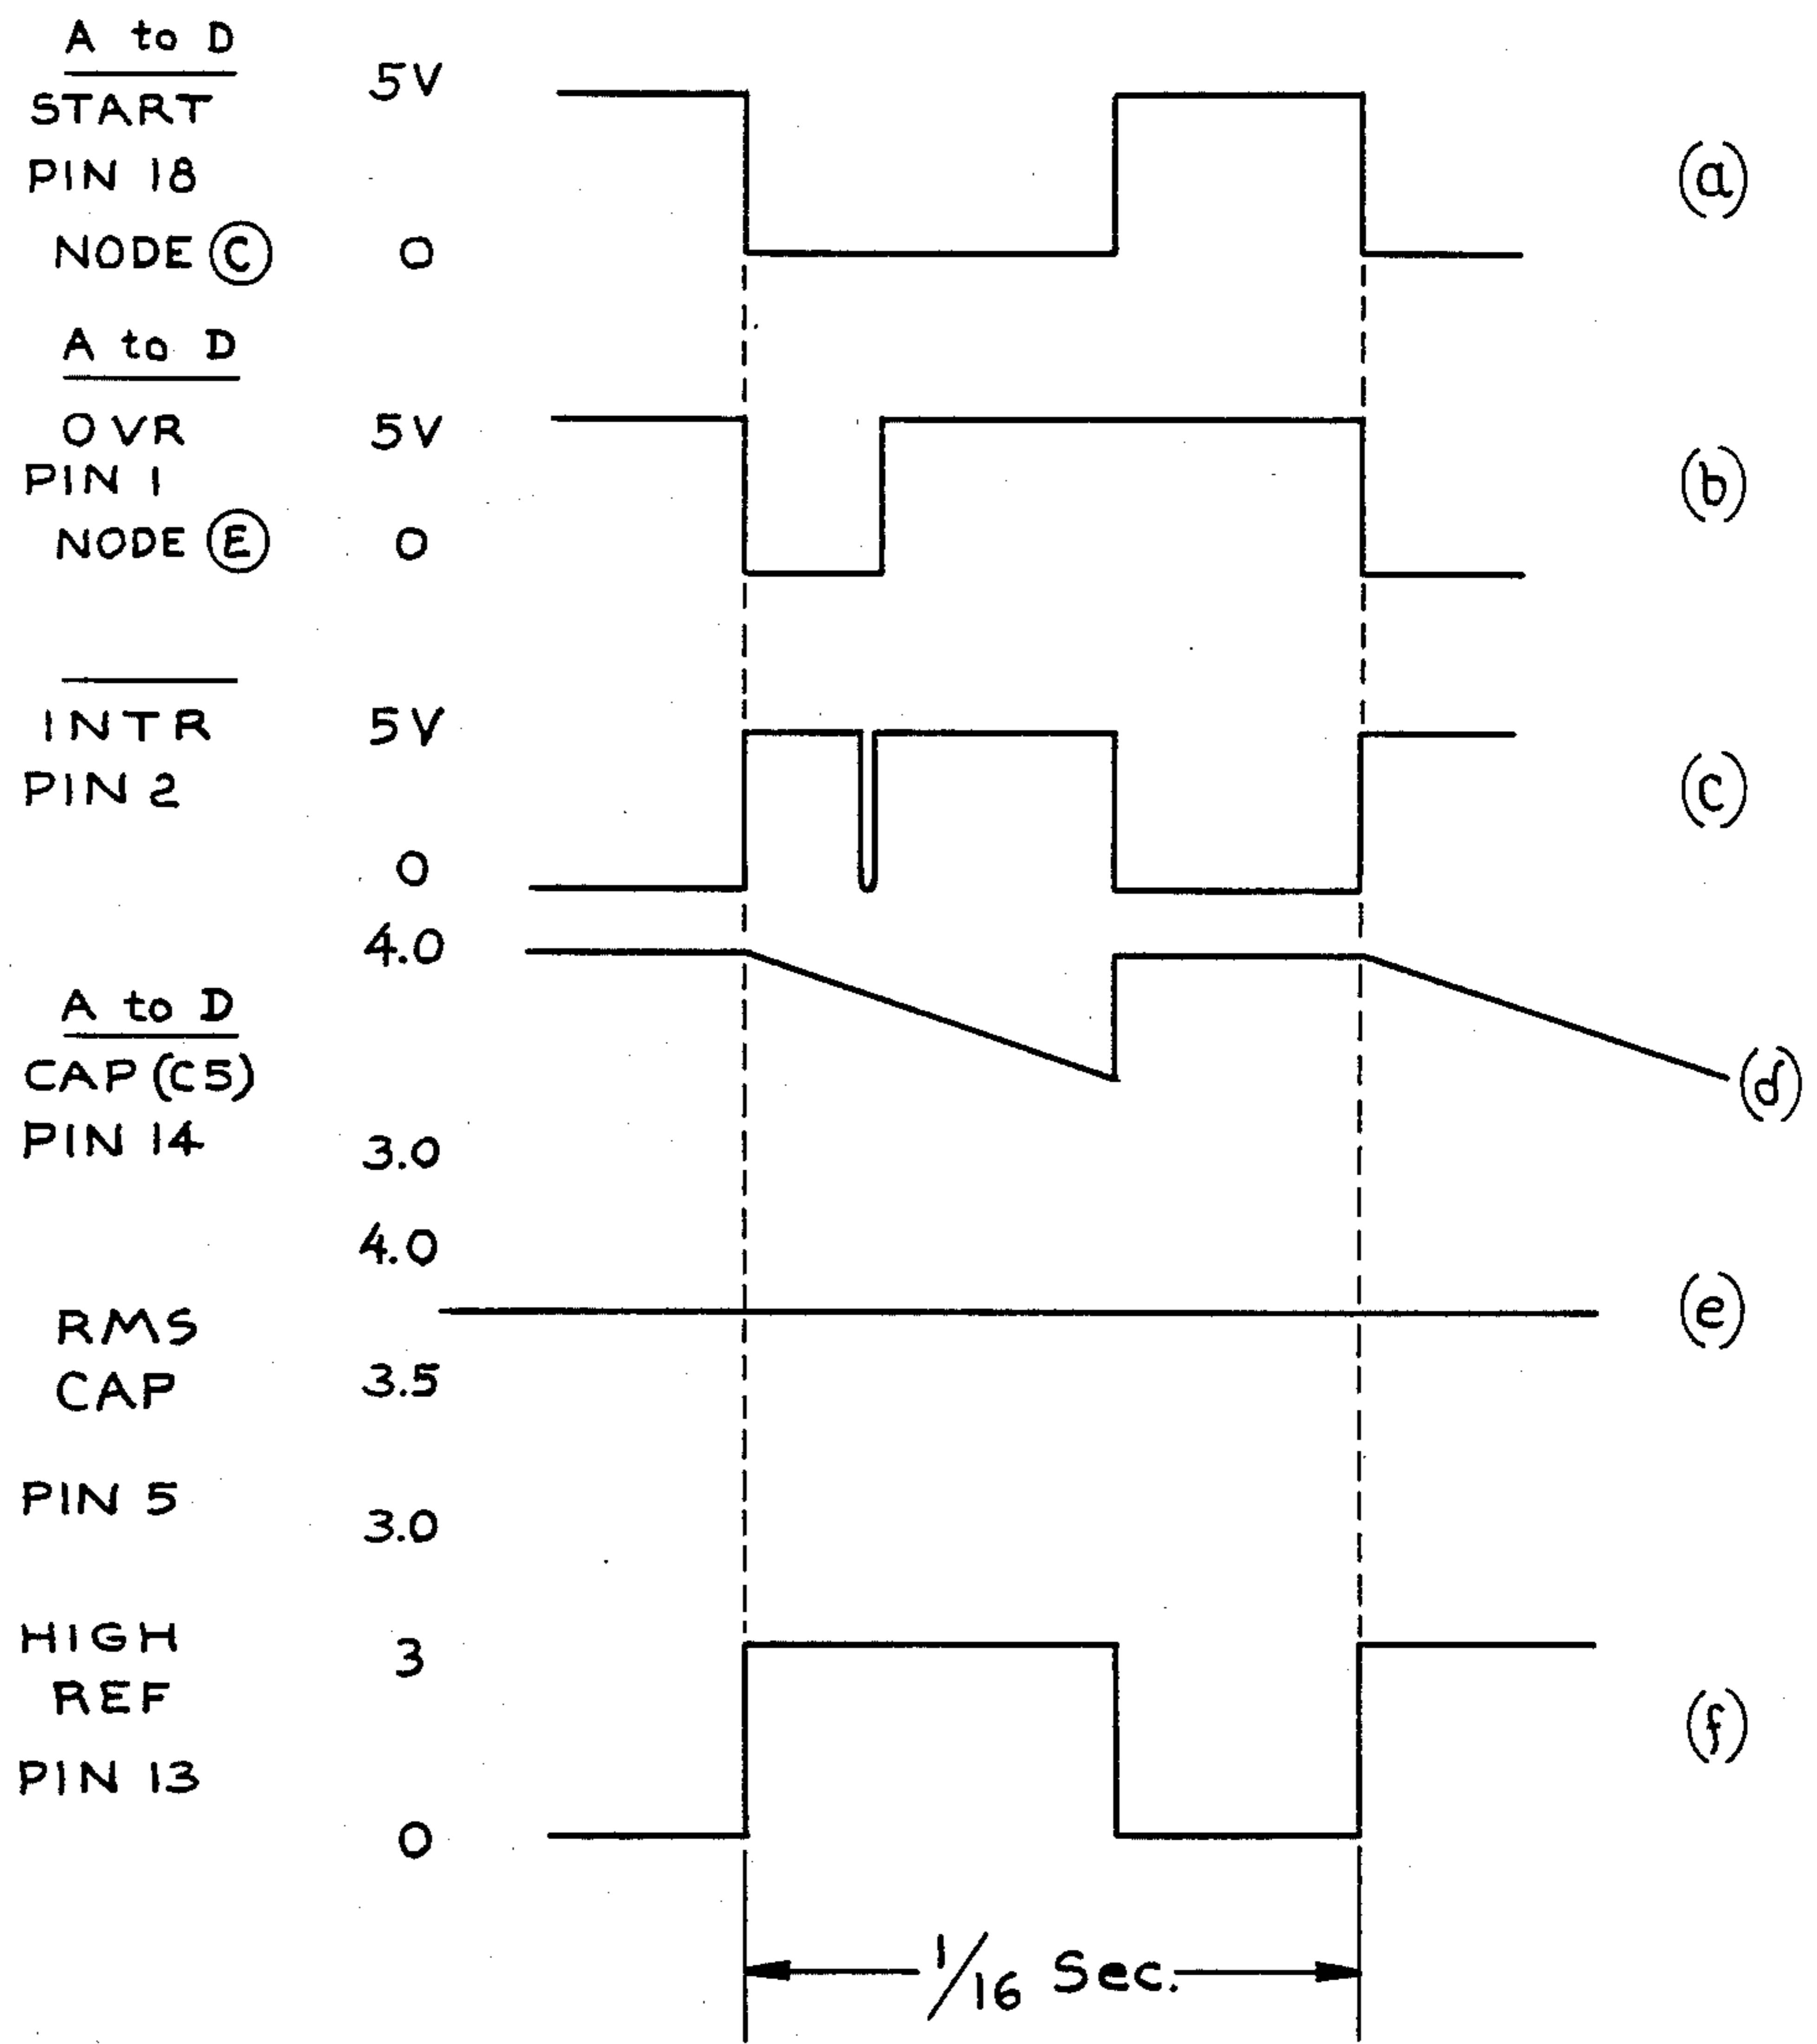 A to D
START
PIN 18
NODE C
5V
0
(a)
A to D
OVR
PIN 1
NODE E
5V
0
(b)
INTR
PIN 2
5V
0
(c)
A to D
CAP (C5)
PIN 14
4.0
3.0
(d)
RMS
CAP
PIN 5
4.0
3.5
3.0
(e)
HIGH
REF
PIN 13
3
0
(f)
1/16 Sec.